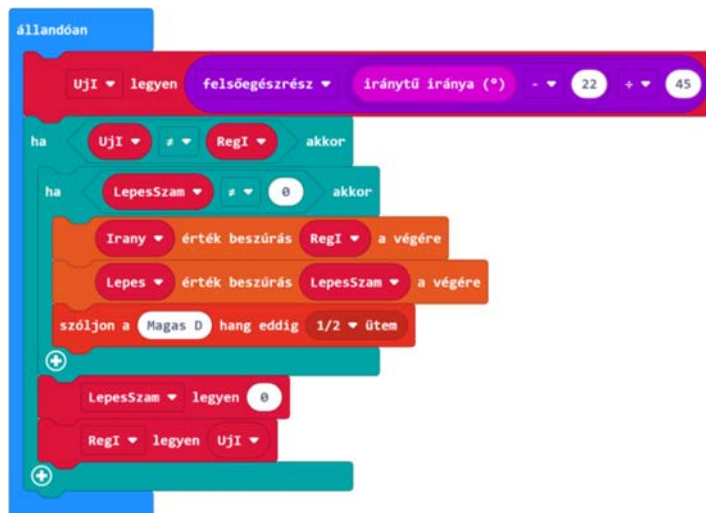 állandóan
UjI legyen felsőegészrész iránytű iránya (°) - 22 ÷ 45
ha UjI ≠ RegI akkor
ha LepesSzam ≠ 0 akkor
Irany érték beszúrás RegI a végére
Lepes érték beszúrás LepesSzam a végére
szóljon a Magas D hang eddig 1/2 ütem
LepesSzam legyen 0
RegI legyen UjI